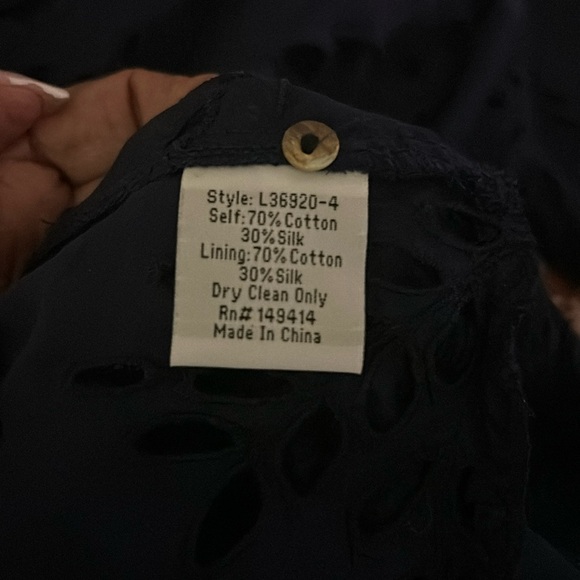 Style: L36920-4
Self:70% Cotton
30% Silk
Lining:70% Cotton
30% Silk
Dry Clean Only
Rn# 149414
Made In China